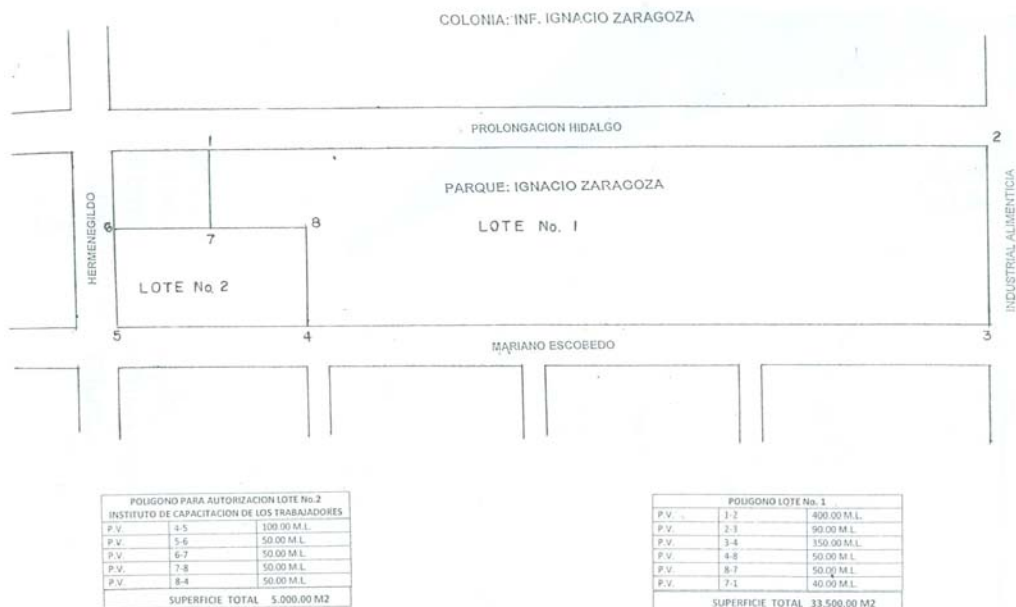 COLONIA: INF. IGNACIO ZARAGOZA
PROLONGACION HIDALGO
1
2
PARQUE: IGNACIO ZARAGOZA
HERMENEGILDO
6
7
8
LOTE No. 1
INDUSTRIAL ALIMENTICIA
LOTE No. 2
5
4
3
MARIANO ESCOBEDO
POLIGONO PARA AUTORIZACION LOTE No.2
INSTITUTO DE CAPACITACION DE LOS TRABAJADORES
P.V. 4-5 100.00 M.L.
P.V. 5-6 50.00 M.L.
P.V. 6-7 50.00 M.L.
P.V. 7-8 50.00 M.L.
P.V. 8-4 50.00 M.L.
SUPERFICIE TOTAL 5.000.00 M2
POLIGONO LOTE No. 1
P.V. 1-2 400.00 M.L.
P.V. 2-3 90.00 M.L.
P.V. 3-4 350.00 M.L.
P.V. 4-8 50.00 M.L.
P.V. 8-7 50.00 M.L.
P.V. 7-1 40.00 M.L.
SUPERFICIE TOTAL 33.500.00 M2